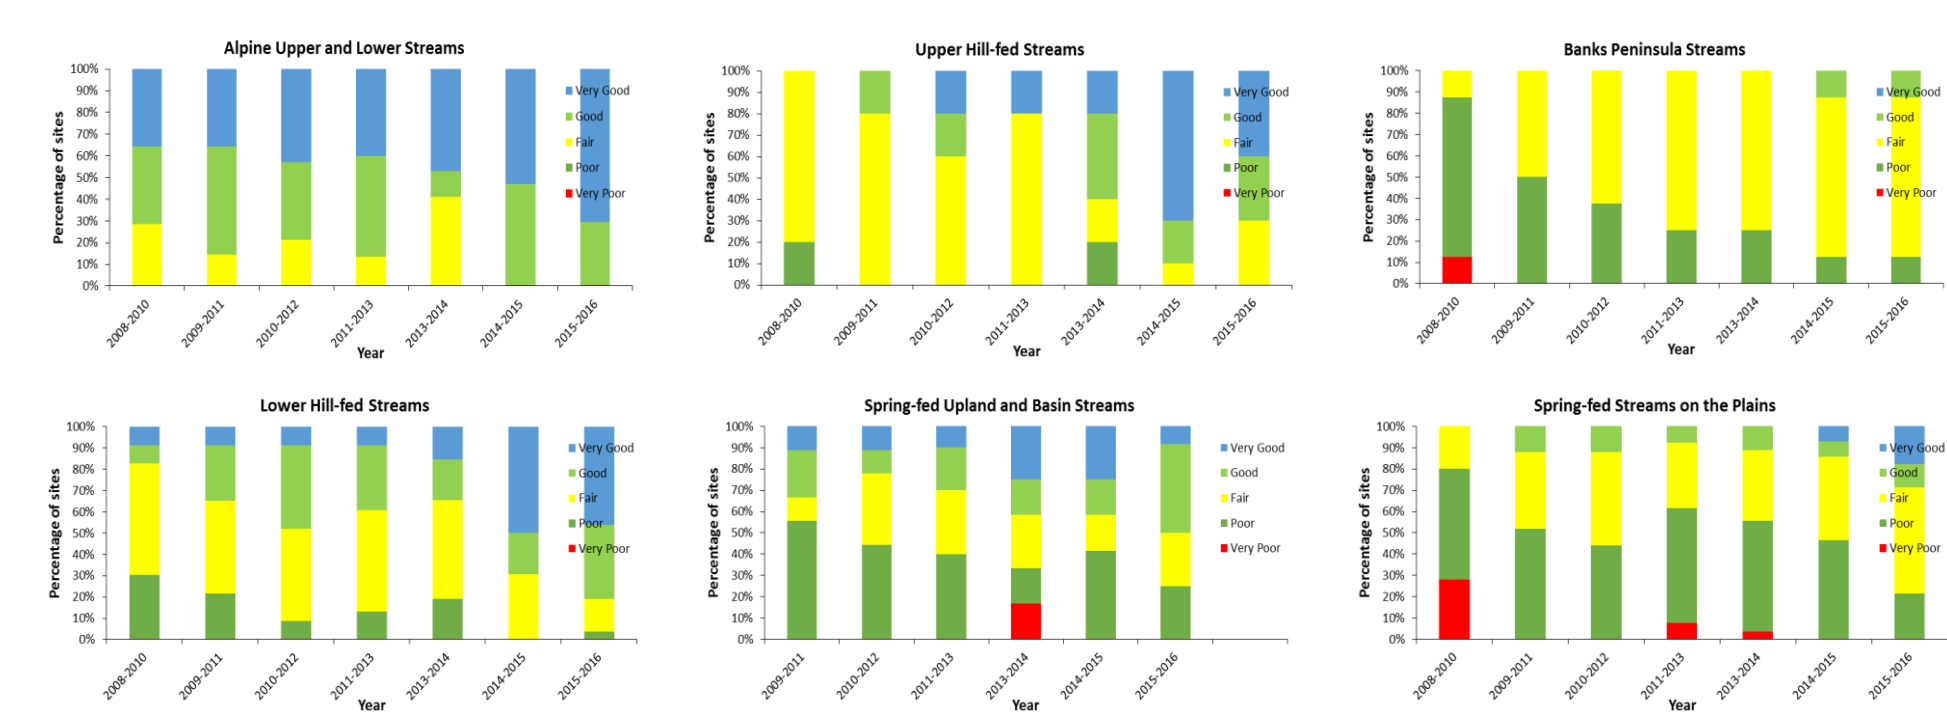 Alpine Upper and Lower Streams
Percentage of sites
100%
90%
80%
70%
60%
50%
40%
30%
20%
10%
0%
Very Good
Good
Fair
Poor
Very Poor
2008-2010
2009-2011
2010-2012
2011-2013
2013-2014
2014-2015
2015-2016
Year
Upper Hill-fed Streams
Percentage of sites
100%
90%
80%
70%
60%
50%
40%
30%
20%
10%
0%
Very Good
Good
Fair
Poor
Very Poor
2008-2010
2009-2011
2010-2012
2011-2013
2013-2014
2014-2015
2015-2016
Year
Banks Peninsula Streams
Percentage of sites
100%
90%
80%
70%
60%
50%
40%
30%
20%
10%
0%
Very Good
Good
Fair
Poor
Very Poor
2008-2010
2009-2011
2010-2012
2011-2013
2013-2014
2014-2015
2015-2016
Year
Lower Hill-fed Streams
Percentage of sites
100%
90%
80%
70%
60%
50%
40%
30%
20%
10%
0%
Very Good
Good
Fair
Poor
Very Poor
2008-2010
2009-2011
2010-2012
2011-2013
2013-2014
2014-2015
2015-2016
Year
Spring-fed Upland and Basin Streams
Percentage of sites
100%
90%
80%
70%
60%
50%
40%
30%
20%
10%
0%
Very Good
Good
Fair
Poor
Very Poor
2009-2011
2010-2012
2011-2013
2013-2014
2014-2015
2015-2016
Year
Spring-fed Streams on the Plains
Percentage of sites
100%
90%
80%
70%
60%
50%
40%
30%
20%
10%
0%
Very Good
Good
Fair
Poor
Very Poor
2008-2010
2009-2011
2010-2012
2011-2013
2013-2014
2014-2015
2015-2016
Year